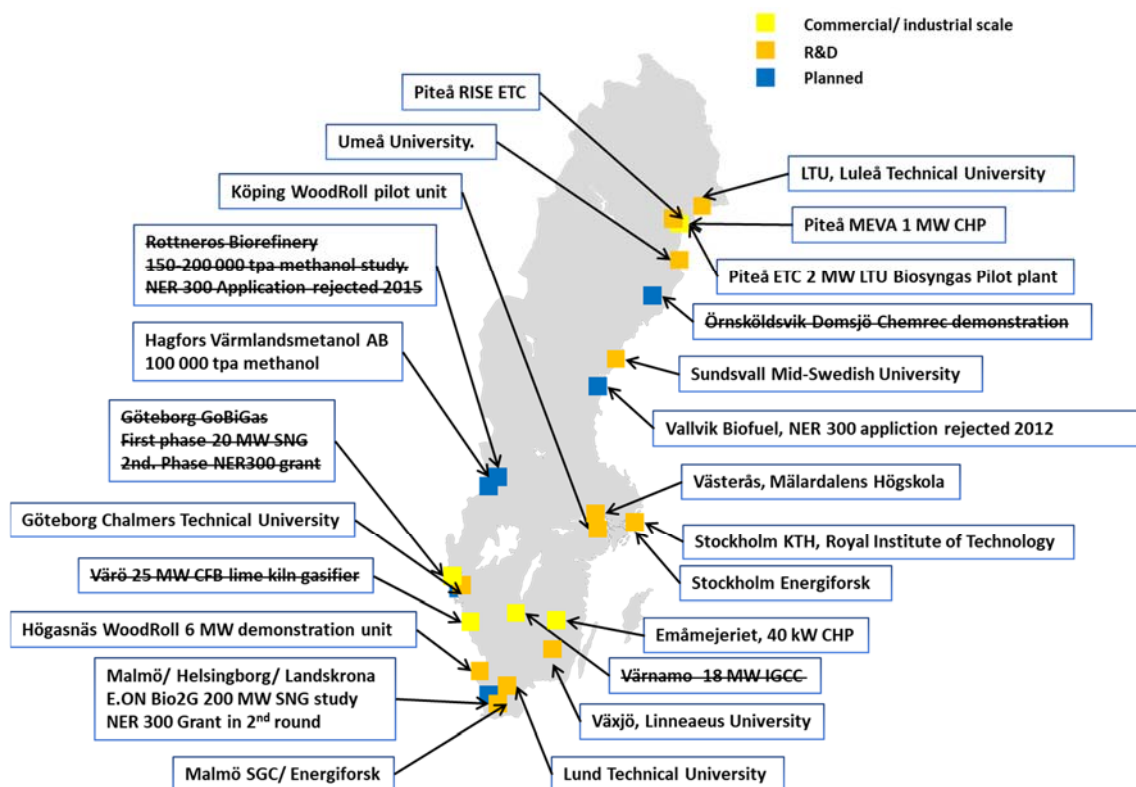 Commercial/ industrial scale
R&D
Planned
Piteå RISE ETC
Umeå University.
Köping WoodRoll pilot unit
Rottneros Biorefinery
150-200 000 tpa methanol study.
NER 300 Application rejected 2015
Hagfors Värmlandsmetanol AB
100 000 tpa methanol
Göteborg GoBiGas
First phase 20 MW SNG
2nd. Phase NER300 grant
Göteborg Chalmers Technical University
Värö 25 MW CFB lime kiln gasifier
Högasnäs WoodRoll 6 MW demonstration unit
Malmö/ Helsingborg/ Landskrona
E.ON Bio2G 200 MW SNG study
NER 300 Grant in 2nd round
Malmö SGC/ Energiforsk
LTU, Luleå Technical University
Piteå MEVA 1 MW CHP
Piteå ETC 2 MW LTU Biosyngas Pilot plant
Örnsköldsvik Domsjö Chemrec demonstration
Sundsvall Mid-Swedish University
Vallvik Biofuel, NER 300 appliction rejected 2012
Västerås, Mälardalens Högskola
Stockholm KTH, Royal Institute of Technology
Stockholm Energiforsk
Emåmejeriet, 40 kW CHP
Värnamo 18 MW IGCC
Växjö, Linneaeus University
Lund Technical University